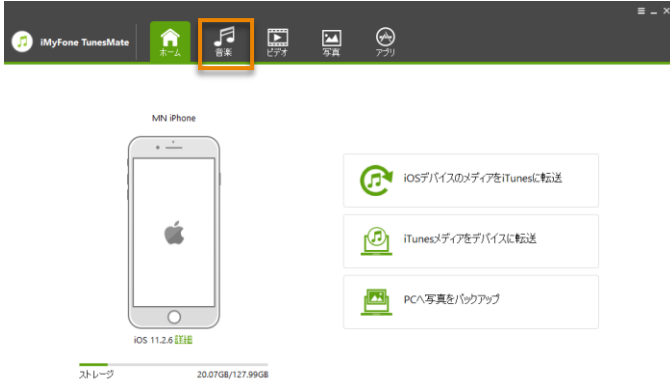 iMyFone TunesMate
ホーム
音楽
ビデオ
写真
アプリ
MN iPhone
iOSデバイスのメディアをiTunesに転送
iTunesメディアをデバイスに転送
PCへ写真をバックアップ
iOS 11.2.6 詳細
ストレージ 20.07GB/127.99GB